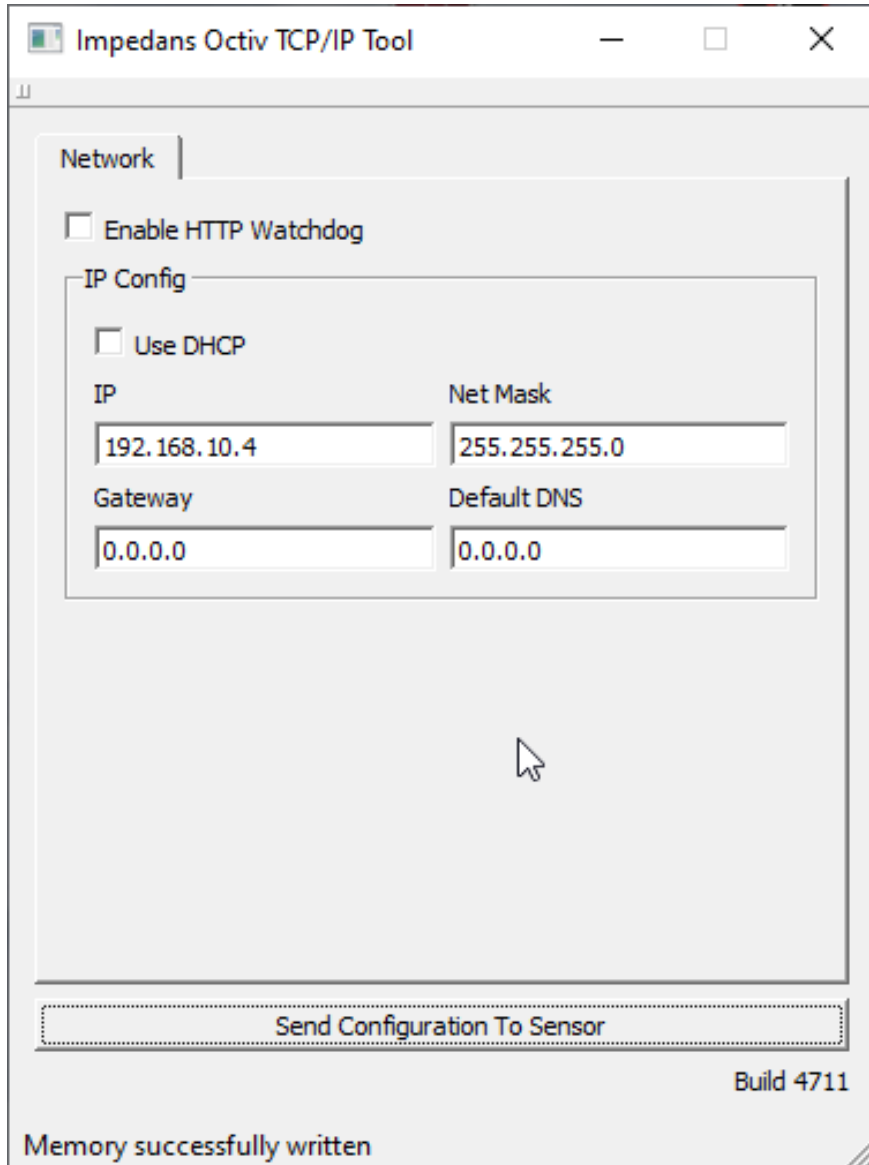 Impedans Octiv TCP/IP Tool
Network
Enable HTTP Watchdog
IP Config
Use DHCP
IP Net Mask
192.168.10.4 255.255.255.0
Gateway Default DNS
0.0.0.0 0.0.0.0
Send Configuration To Sensor
Build 4711
Memory successfully written